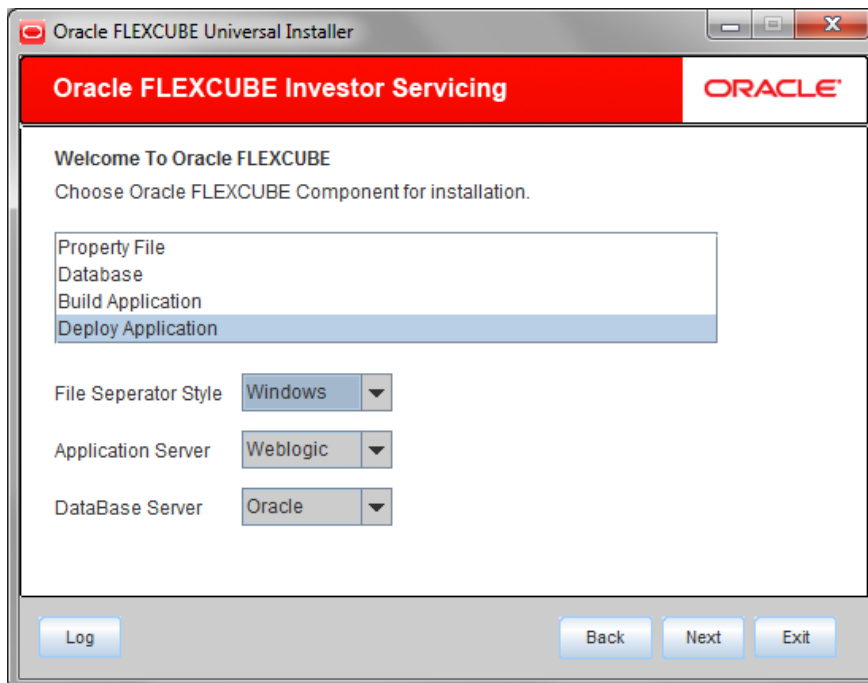 Oracle FLEXCUBE Universal Installer
Oracle FLEXCUBE Investor Servicing
ORACLE
Welcome To Oracle FLEXCUBE
Choose Oracle FLEXCUBE Component for installation.
Property File
Database
Build Application
Deploy Application
File Seperator Style Windows
Application Server Weblogic
DataBase Server Oracle
Log Back Next Exit